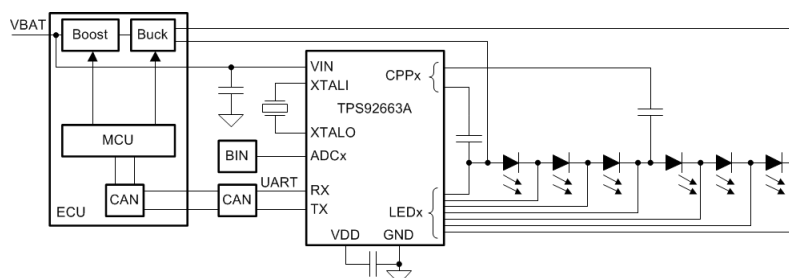 VBAT
Boost
Buck
VIN
CPPx
XTALI
TPS92663A
MCU
XTALO
BIN
ADCx
UART
CAN
CAN
RX
LEDx
ECU
TX
VDD
GND